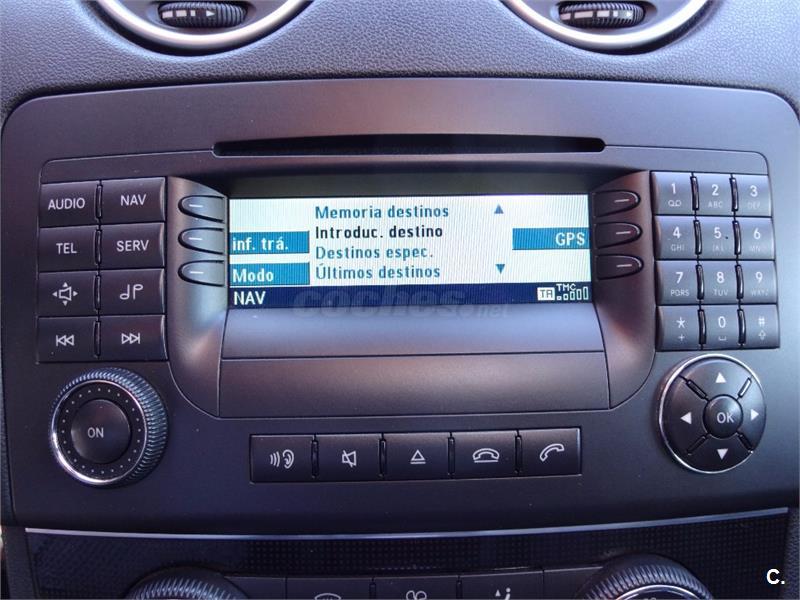 AUDIO NAV
TEL SERV
ON
Memoria destinos
Introduc. destino
Destinos espec.
Últimos destinos
inf. trá.
Modo
GPS
NAV
TA TMC
coches.net
1 2 ABC 3 DEF
4 GHI 5 JKL 6 MNO
7 PQRS 8 TUV 9 WXYZ
* + 0 #
OK
C.